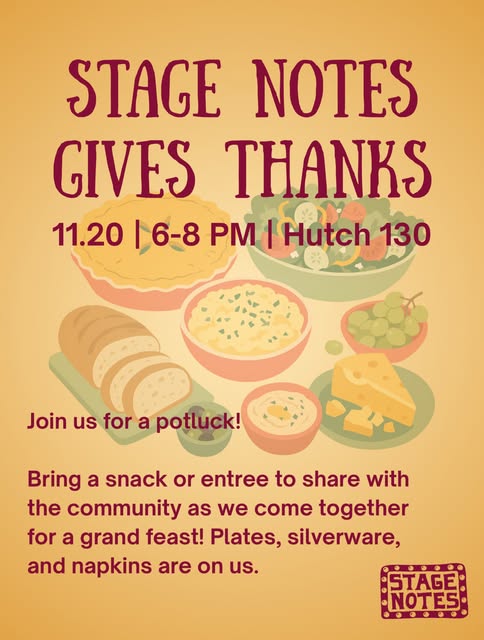 STAGE NOTES
GIVES THANKS
11.20 | 6-8 PM | Hutch 130
Join us for a potluck!
Bring a snack or entree to share with
the community as we come together
for a grand feast! Plates, silverware,
and napkins are on us.
STAGE
NOTES